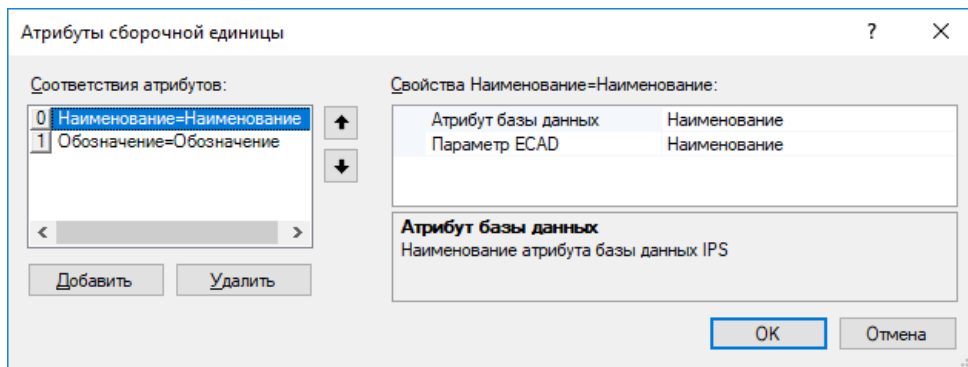 Атрибуты сборочной единицы ?
Соответствия атрибутов:
0 Наименование=Наименование
1 Обозначение=Обозначение
Добавить Удалить
Свойства Наименование=Наименование:
Атрибут базы данных Наименование
Параметр ECAD Наименование
Атрибут базы данных
Наименование атрибута базы данных IPS
OK Отмена